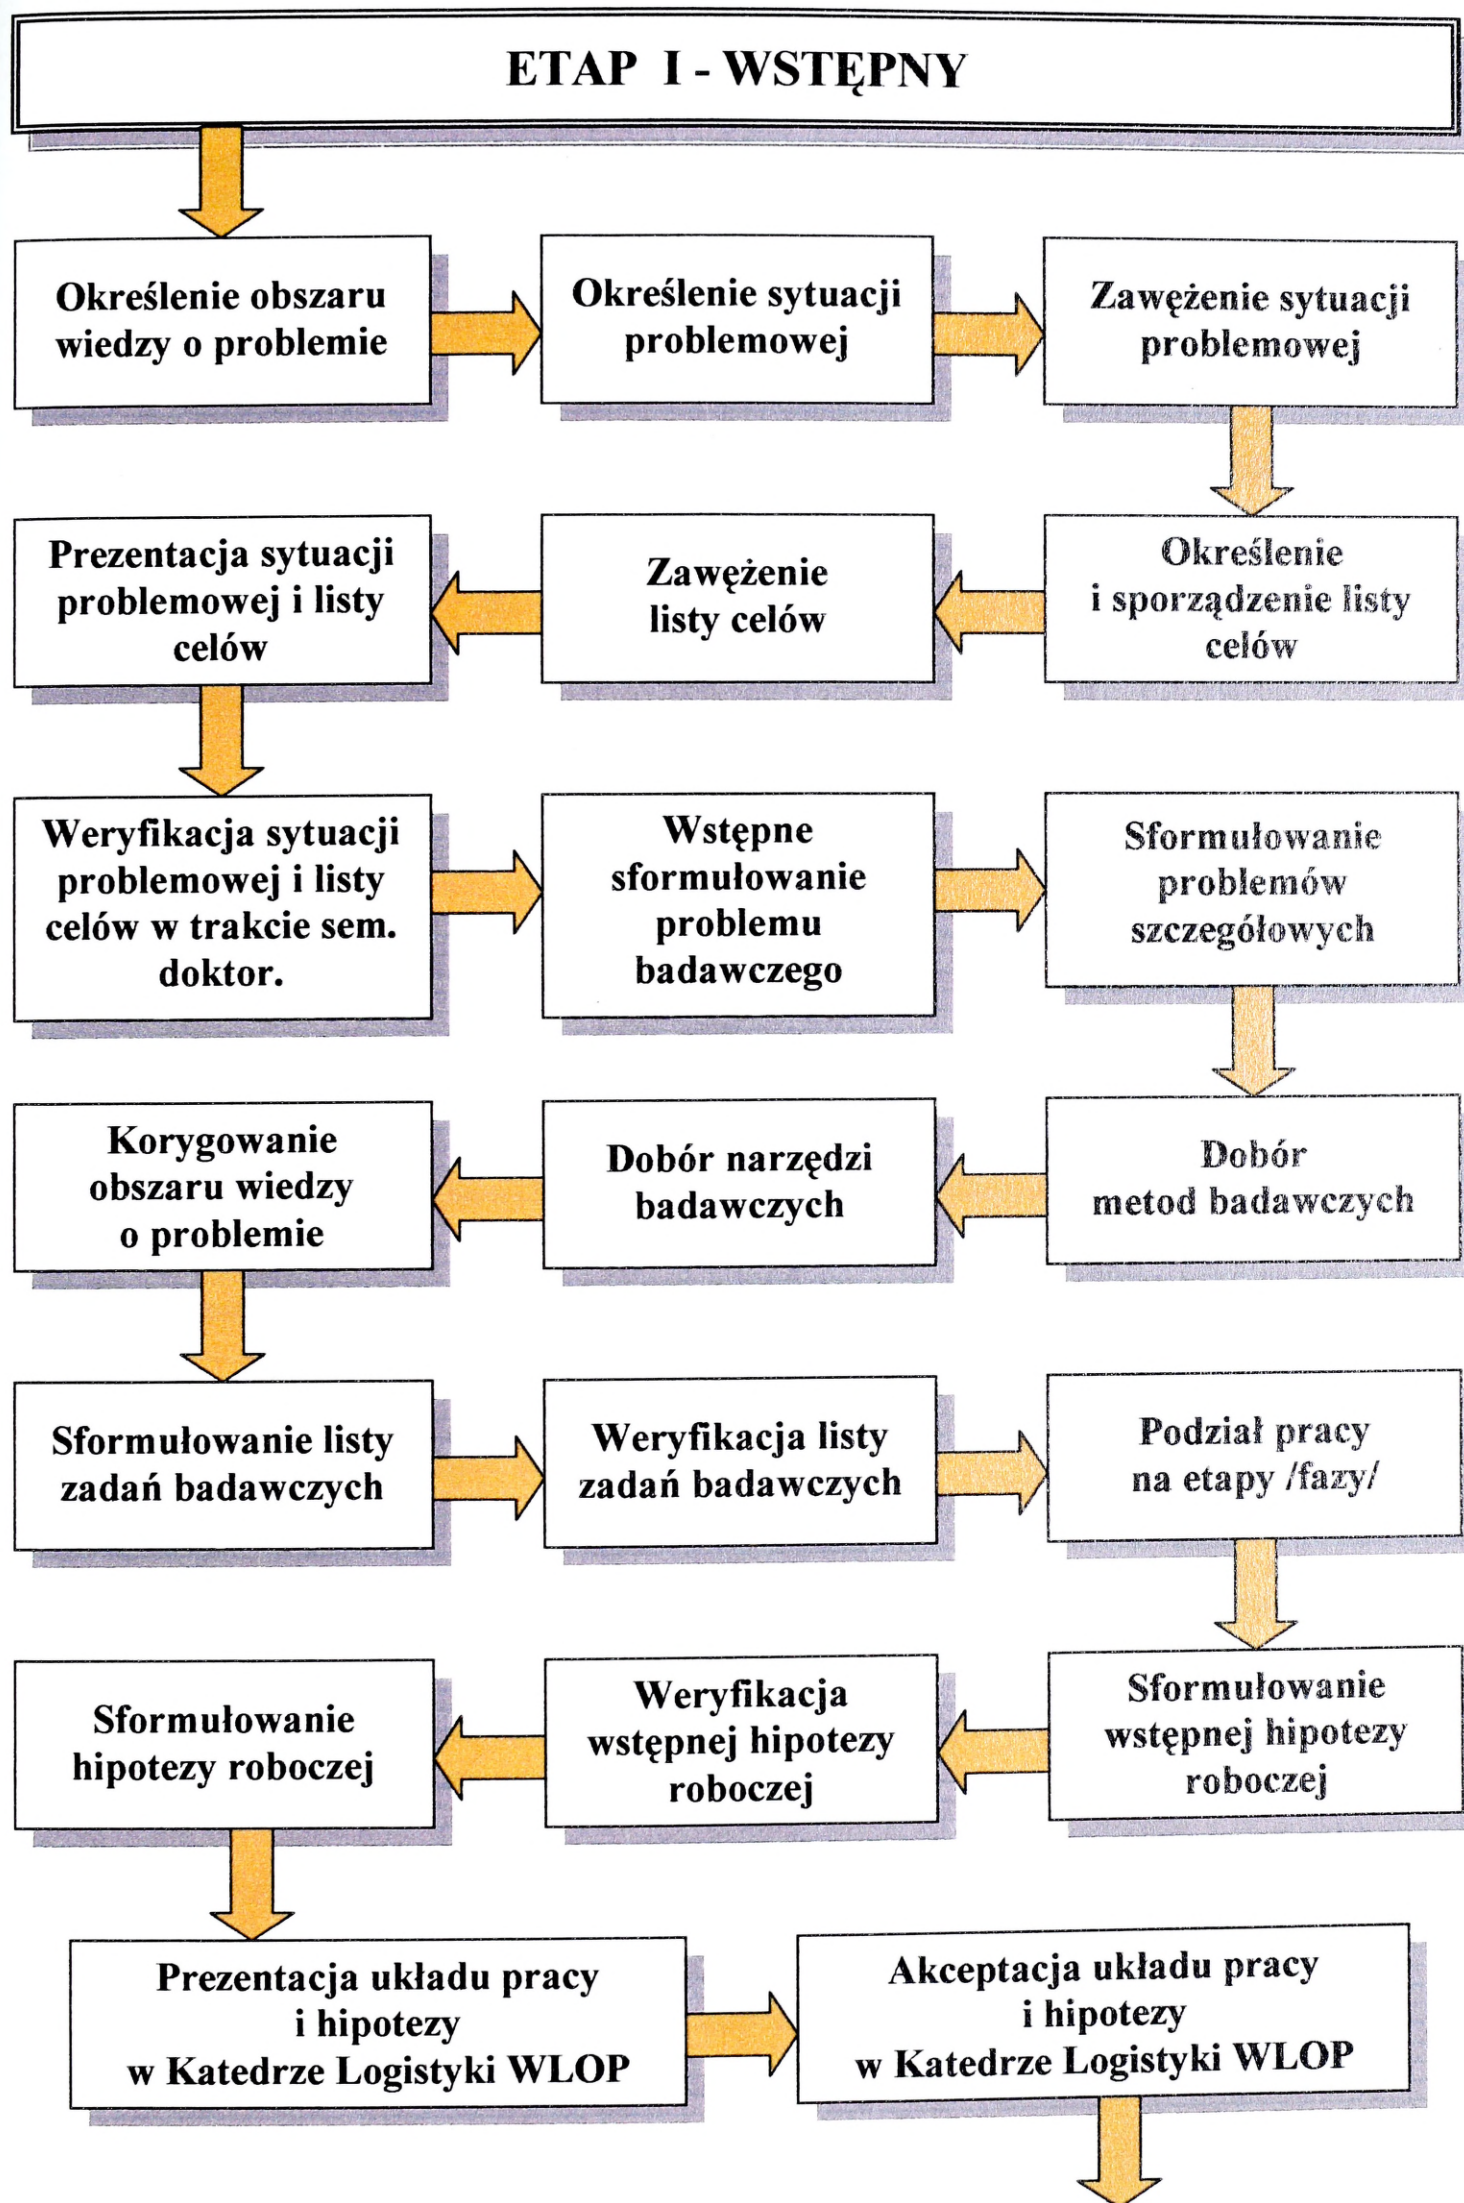 ETAP I - WSTĘPNY
Określenie obszaru
wiedzy o problemie
Określenie sytuacji
problemowej
Zawężenie sytuacji
problemowej
Określenie
i sporządzenie listy
celów
Zawężenie
listy celów
Prezentacja sytuacji
problemowej i listy
celów
Weryfikacja sytuacji
problemowej i listy
celów w trakcie sem.
doktor.
Wstępne
sformułowanie
problemu
badawczego
Sformułowanie
problemów
szczegółowych
Dobór
metod badawczych
Dobór narzędzi
badawczych
Korygowanie
obszaru wiedzy
o problemie
Sformułowanie listy
zadań badawczych
Weryfikacja listy
zadań badawczych
Podział pracy
na etapy /fazy/
Sformułowanie
wstępnej hipotezy
roboczej
Weryfikacja
wstępnej hipotezy
roboczej
Sformułowanie
hipotezy roboczej
Prezentacja układu pracy
i hipotezy
w Katedrze Logistyki WLOP
Akceptacja układu pracy
i hipotezy
w Katedrze Logistyki WLOP